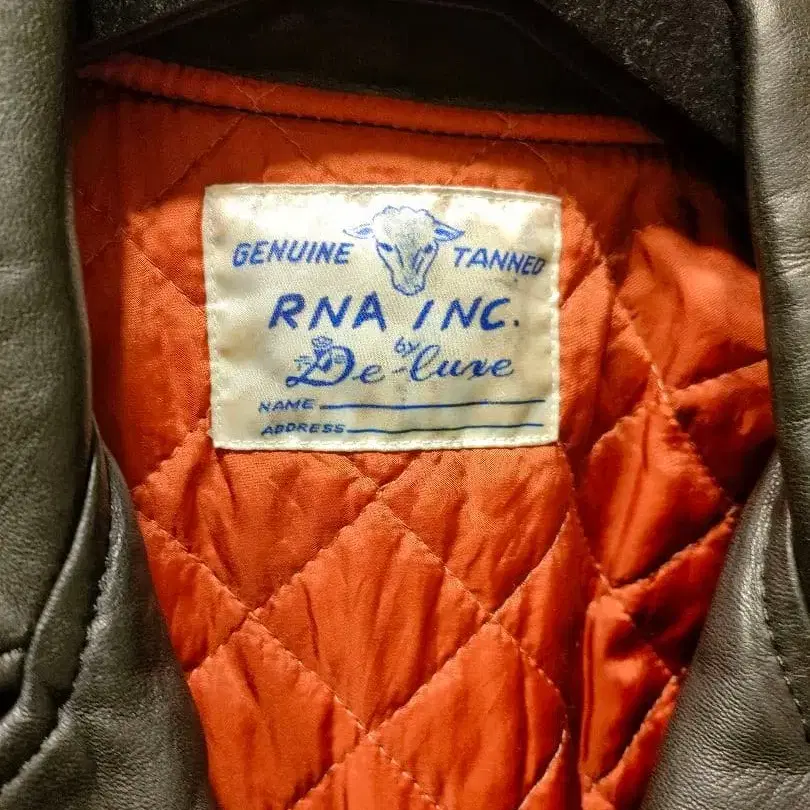 GENUINE TANNED
RNA INC.
by
De-luxe
NAME
ADDRESS